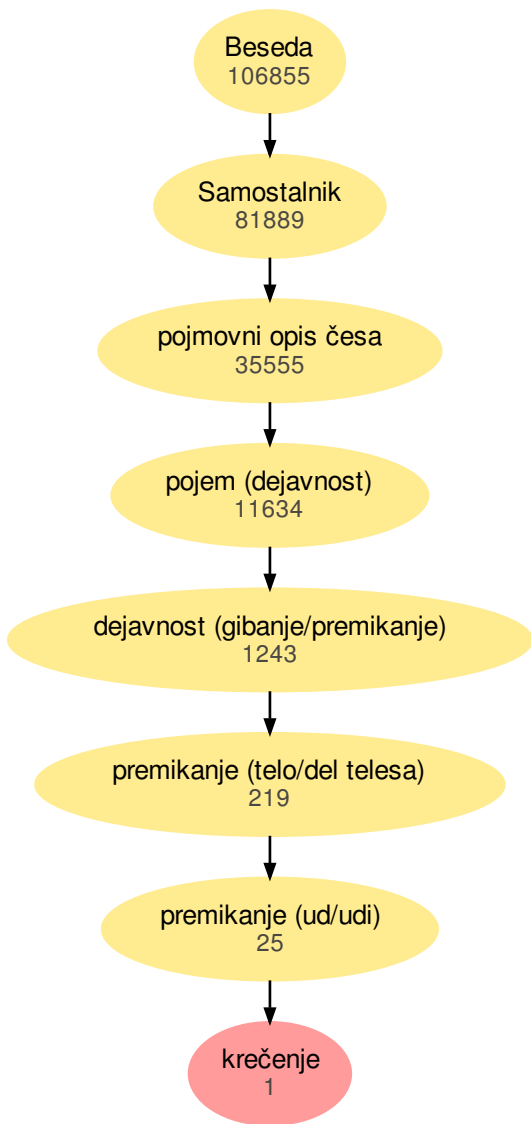 Beseda
106855
Samostalnik
81889
pojmovni opis česa
35555
pojem (dejavnost)
11634
dejavnost (gibanje/premikanje)
1243
premikanje (telo/del telesa)
219
premikanje (ud/udi)
25
krečenje
1